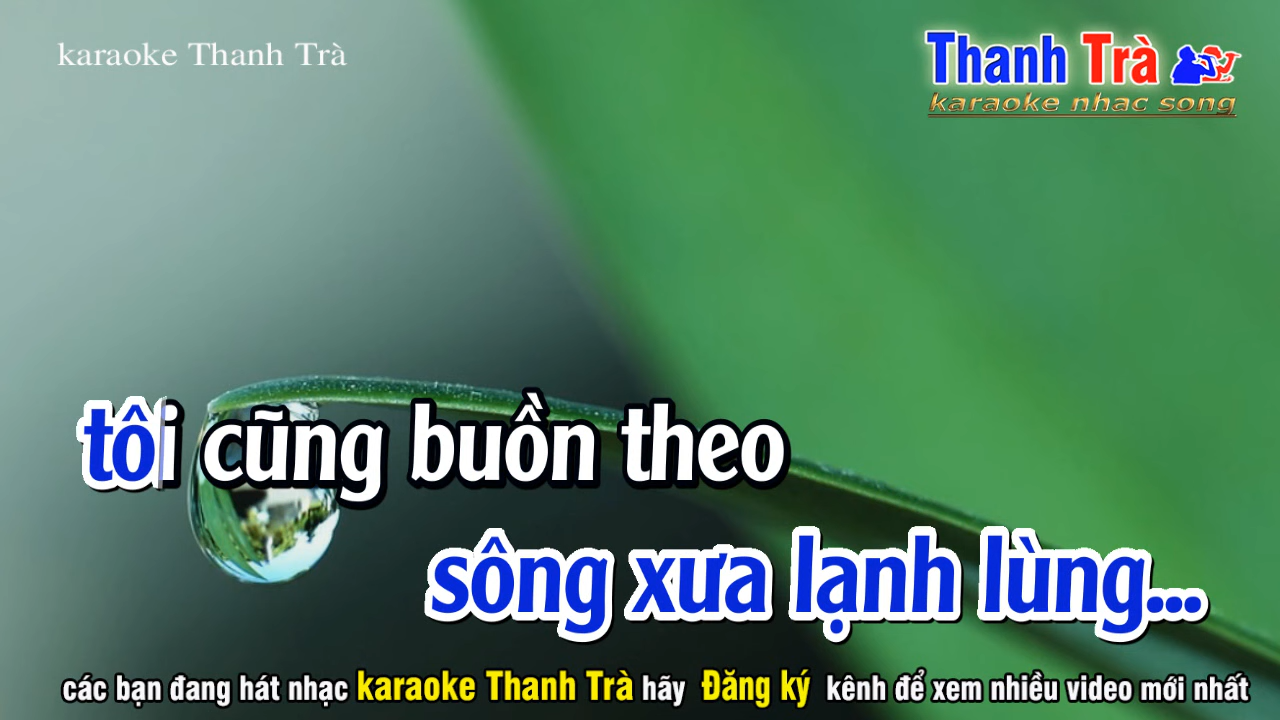 karaoke Thanh Trà
Thanh Trà
karaoke nhac song
tôi cũng buồn theo
sông xưa lạnh lùng...
các bạn đang hát nhạc karaoke Thanh Trà hãy Đăng ký kênh để xem nhiều video mới nhất